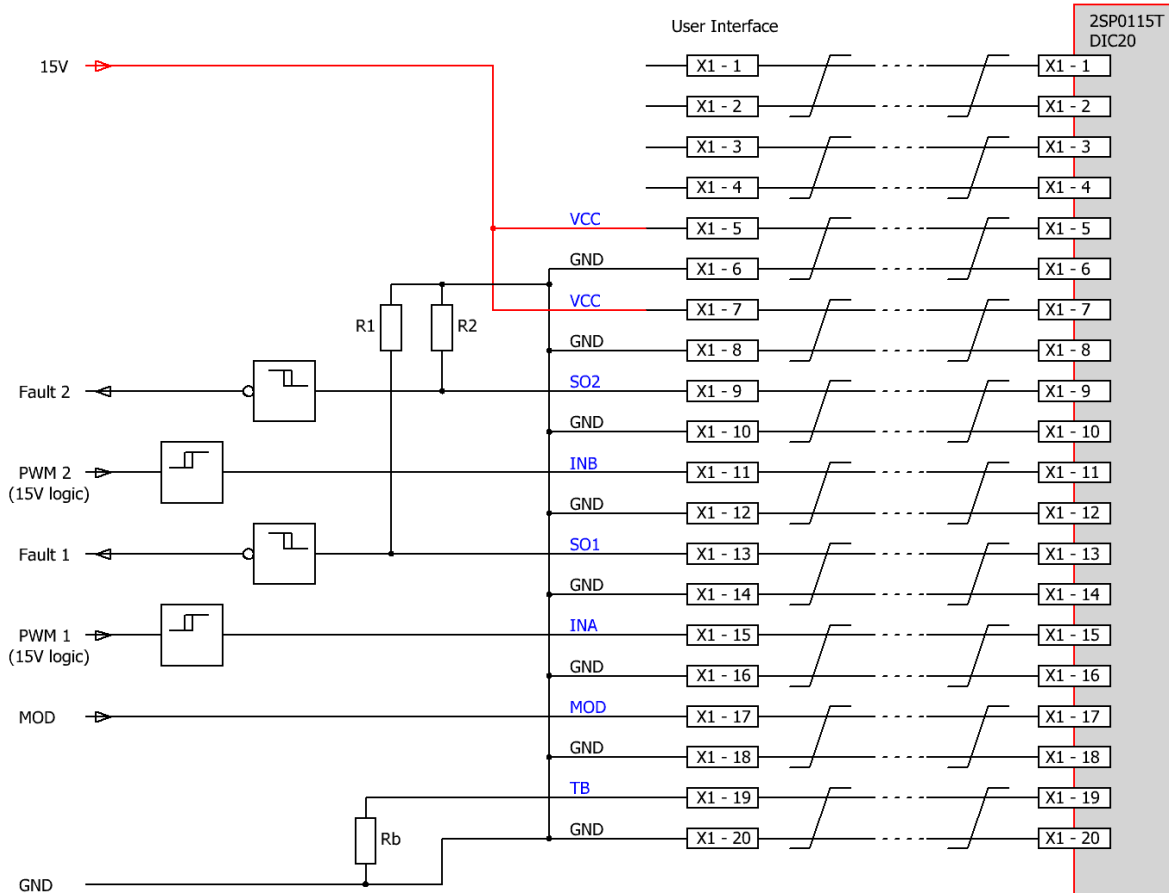 User Interface
2SP0115T
DIC20
15V
X1 - 1
X1 - 1
X1 - 2
X1 - 2
X1 - 3
X1 - 3
X1 - 4
X1 - 4
VCC
X1 - 5
X1 - 5
GND
X1 - 6
X1 - 6
R1
R2
VCC
X1 - 7
X1 - 7
GND
X1 - 8
X1 - 8
Fault 2
SO2
X1 - 9
X1 - 9
GND
X1 - 10
X1 - 10
PWM 2
(15V logic)
INB
X1 - 11
X1 - 11
GND
X1 - 12
X1 - 12
Fault 1
SO1
X1 - 13
X1 - 13
GND
X1 - 14
X1 - 14
PWM 1
(15V logic)
INA
X1 - 15
X1 - 15
GND
X1 - 16
X1 - 16
MOD
MOD
X1 - 17
X1 - 17
GND
X1 - 18
X1 - 18
TB
X1 - 19
X1 - 19
Rb
GND
X1 - 20
X1 - 20
GND